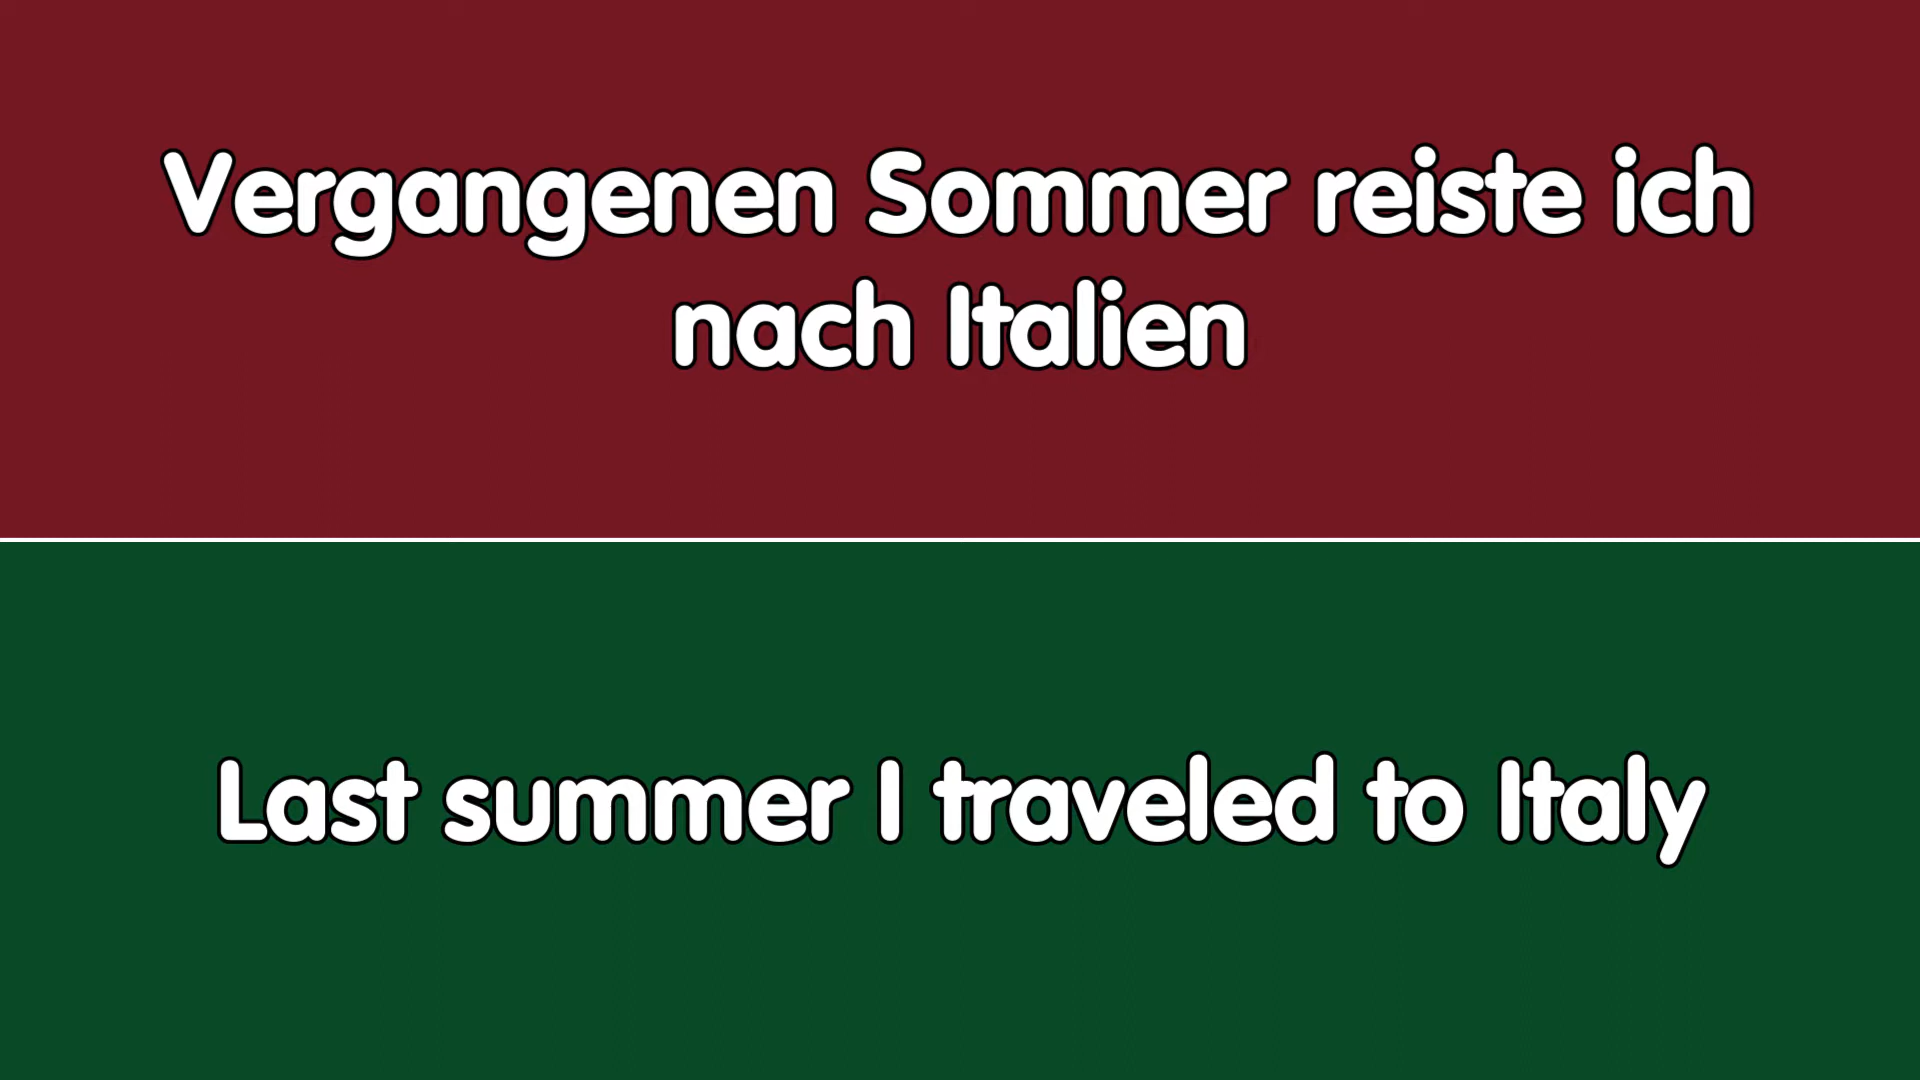 Vergangenen Sommer reiste ich
nach Italien
Last summer I traveled to Italy